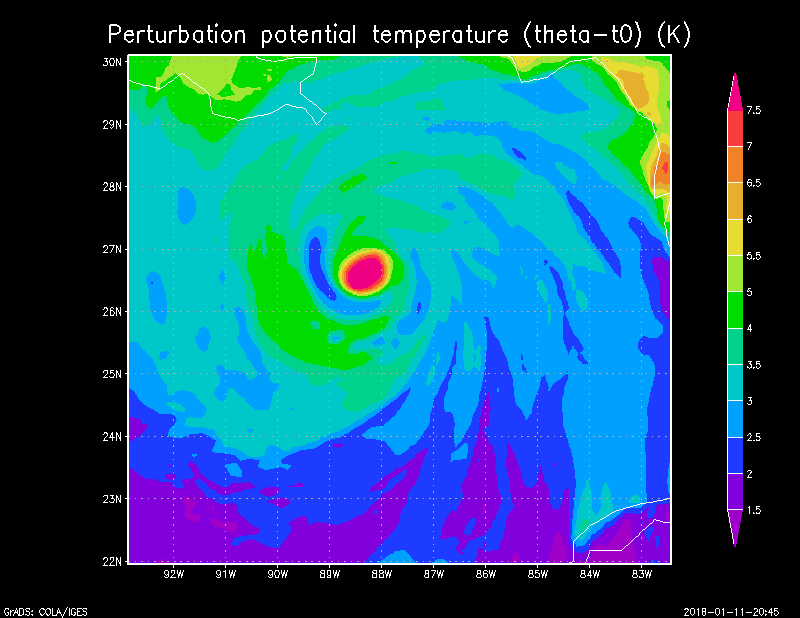 Perturbation potential temperature (theta-t0) (K)
30N
29N
28N
27N
26N
25N
24N
23N
22N
92W 91W 90W 89W 88W 87W 86W 85W 84W 83W
7.5
7
6.5
6
5.5
5
4
3.5
3
2.5
2
1.5
GrADS: COLA/IGES
2018-01-11-20:45